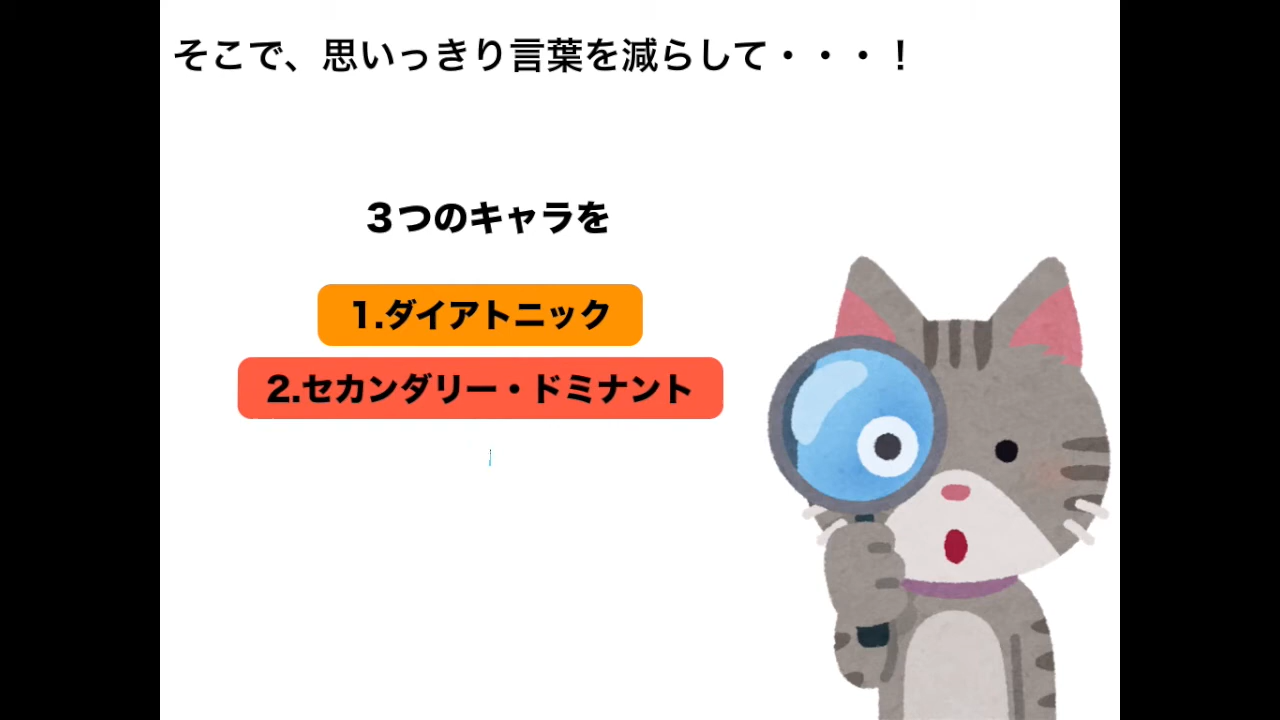 そこで、思いっきり言葉を減らして・・・！
３つのキャラを
1.ダイアトニック
2.セカンダリー・ドミナント